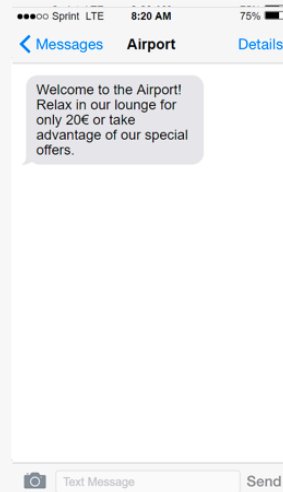 Sprint LTE 8:20 AM 75%
Messages Airport Details
Welcome to the Airport!
Relax in our lounge for
only 20€ or take
advantage of our special
offers.
Text Message Send